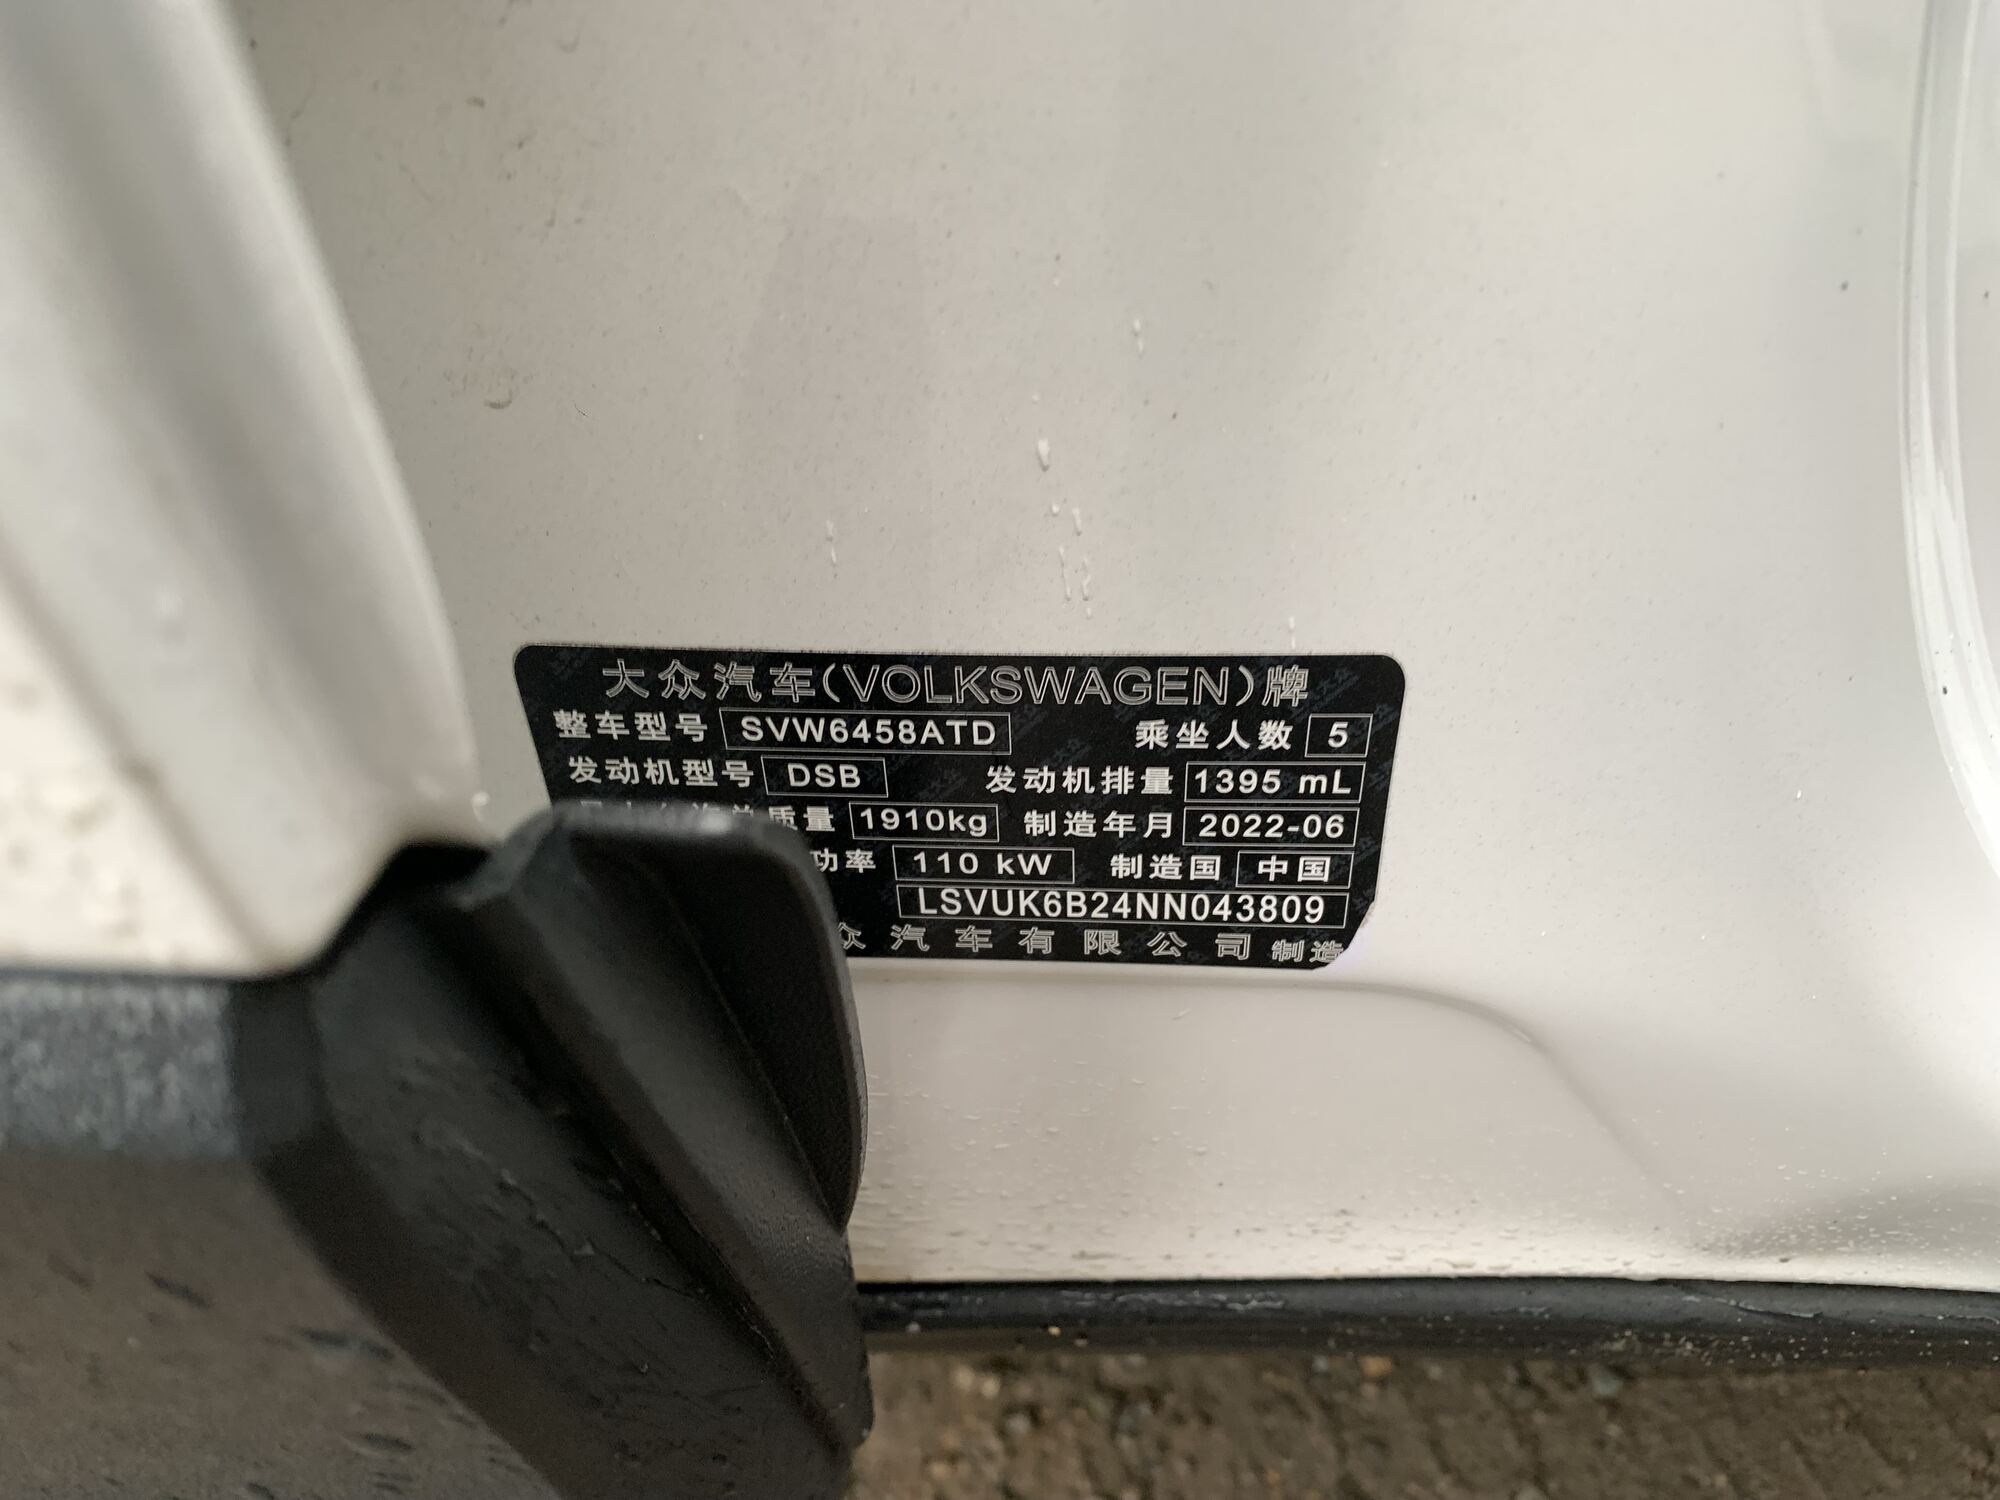 大众汽车(VOLKSWAGEN)牌
整车型号 SVW6458ATD 乘坐人数 5
发动机型号 DSB 发动机排量 1395 mL
质量 1910kg 制造年月 2022-06
功率 110 kW 制造国 中国
LSVUK6B24NN043809
众汽车有限公司 制造